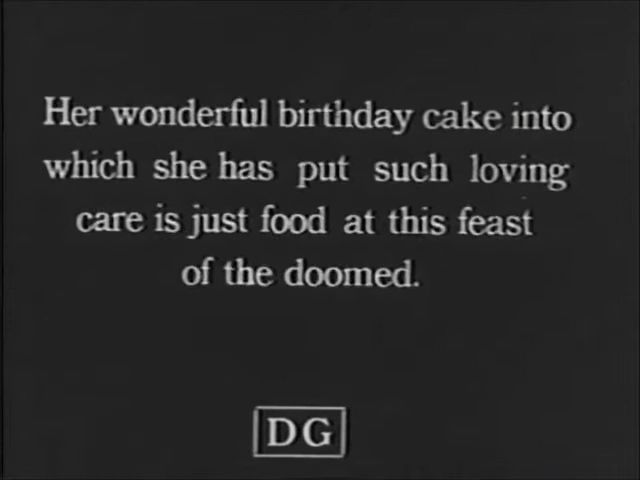 Her wonderful birthday cake into
which she has put such loving
care is just food at this feast
of the doomed.
DG